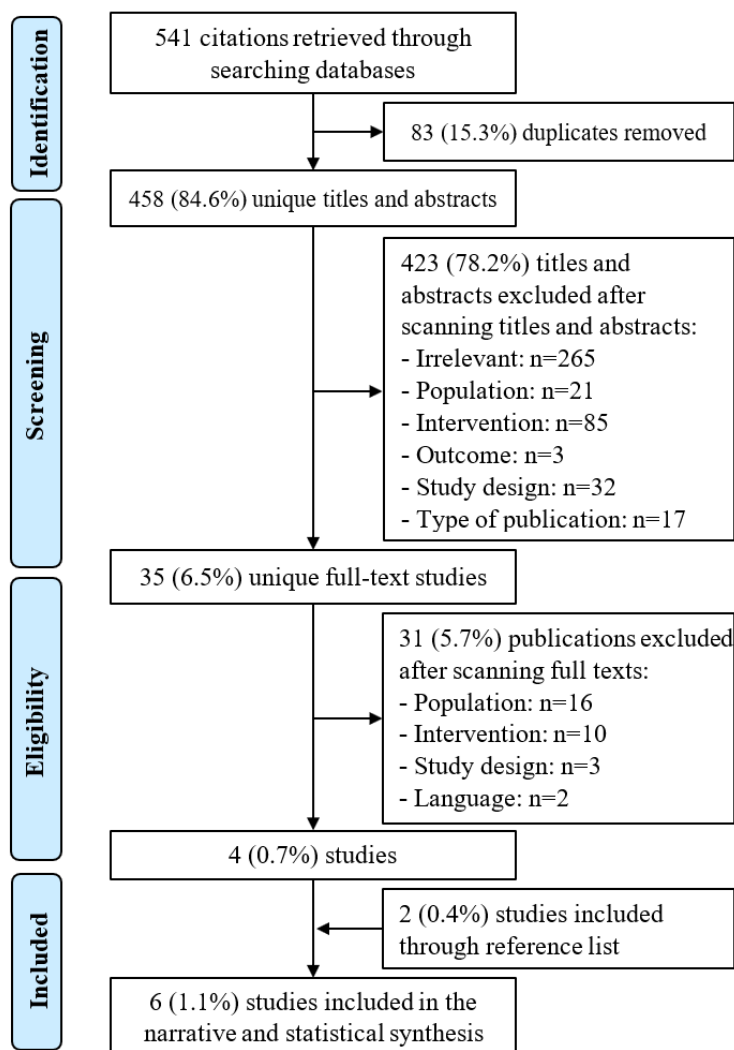 Identification
541 citations retrieved through
searching databases
83 (15.3%) duplicates removed
458 (84.6%) unique titles and abstracts
Screening
423 (78.2%) titles and
abstracts excluded after
scanning titles and abstracts:
- Irrelevant: n=265
- Population: n=21
- Intervention: n=85
- Outcome: n=3
- Study design: n=32
- Type of publication: n=17
35 (6.5%) unique full-text studies
Eligibility
31 (5.7%) publications excluded
after scanning full texts:
- Population: n=16
- Intervention: n=10
- Study design: n=3
- Language: n=2
4 (0.7%) studies
Included
2 (0.4%) studies included
through reference list
6 (1.1%) studies included in the
narrative and statistical synthesis